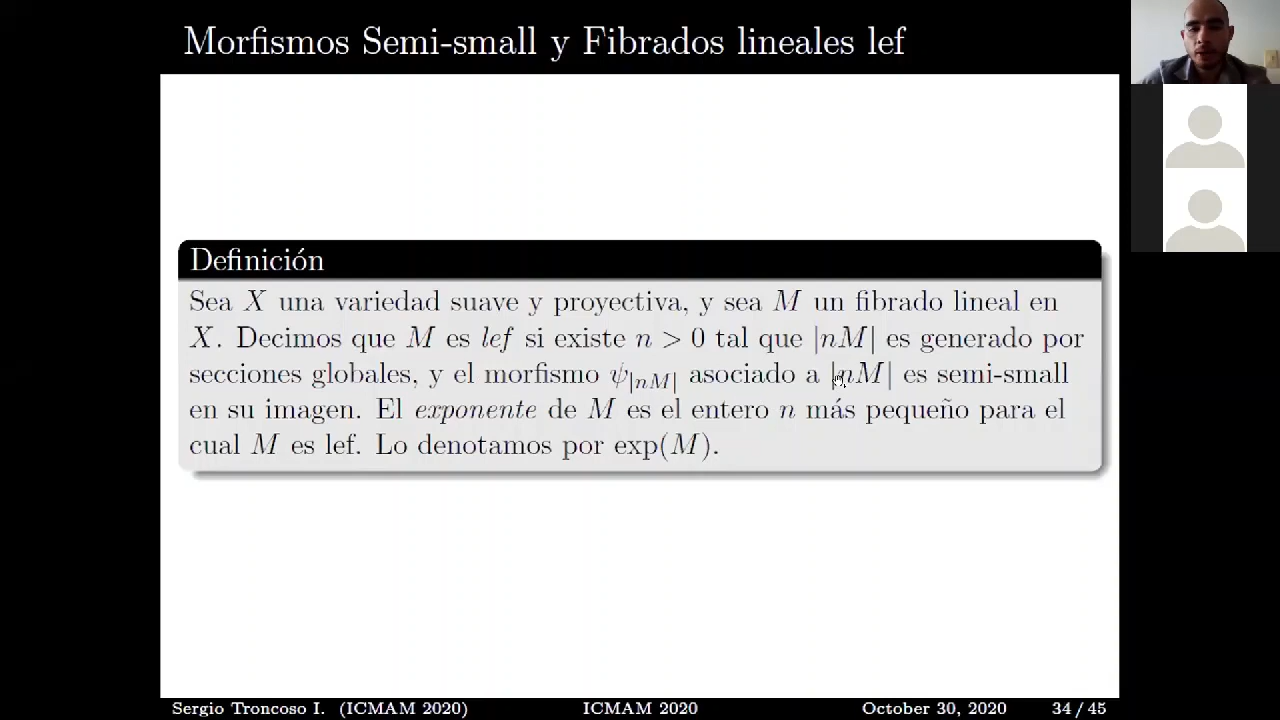 Morfismos Semi-small y Fibrados lineales lef
Definición
Sea X una variedad suave y proyectiva, y sea M un fibrado lineal en
X. Decimos que M es lef si existe n > 0 tal que |nM| es generado por
secciones globales, y el morfismo ψ|nM| asociado a |nM| es semi-small
en su imagen. El exponente de M es el entero n más pequeño para el
cual M es lef. Lo denotamos por exp(M).
Sergio Troncoso I. (ICMAM 2020) ICMAM 2020 October 30, 2020 34 / 45